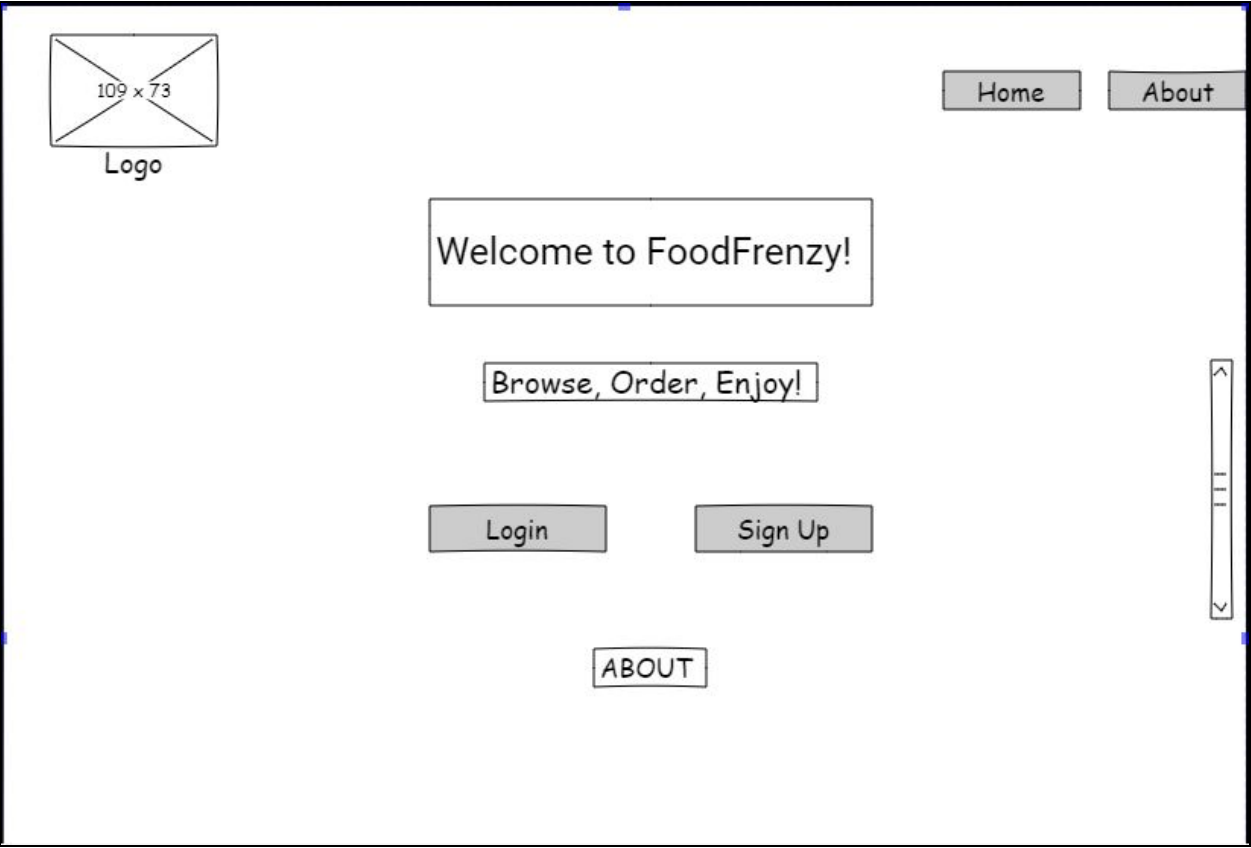 109 x 73
Logo
Home
About
Welcome to FoodFrenzy!
Browse, Order, Enjoy!
Login
Sign Up
ABOUT